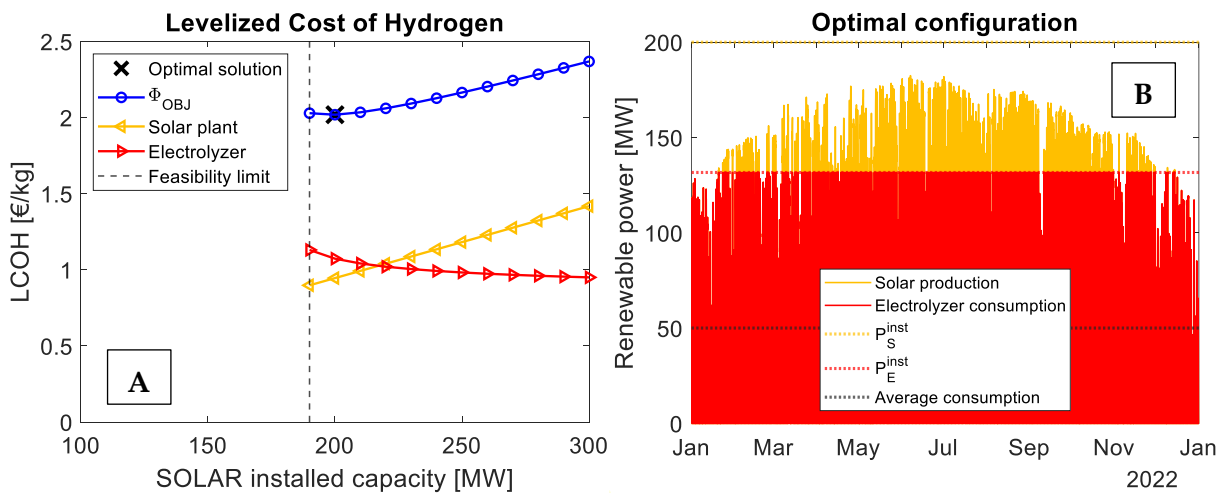 Levelized Cost of Hydrogen
LCOH [€/kg]
2.5
2
1.5
1
0.5
0
Optimal solution
Φ_OBJ
Solar plant
Electrolyzer
Feasibility limit
A
100
150
200
250
300
SOLAR installed capacity [MW]
Optimal configuration
Renewable power [MW]
200
150
100
50
0
B
Solar production
Electrolyzer consumption
P_S^inst
P_E^inst
Average consumption
Jan
Mar
May
Jul
Sep
Nov
Jan
2022